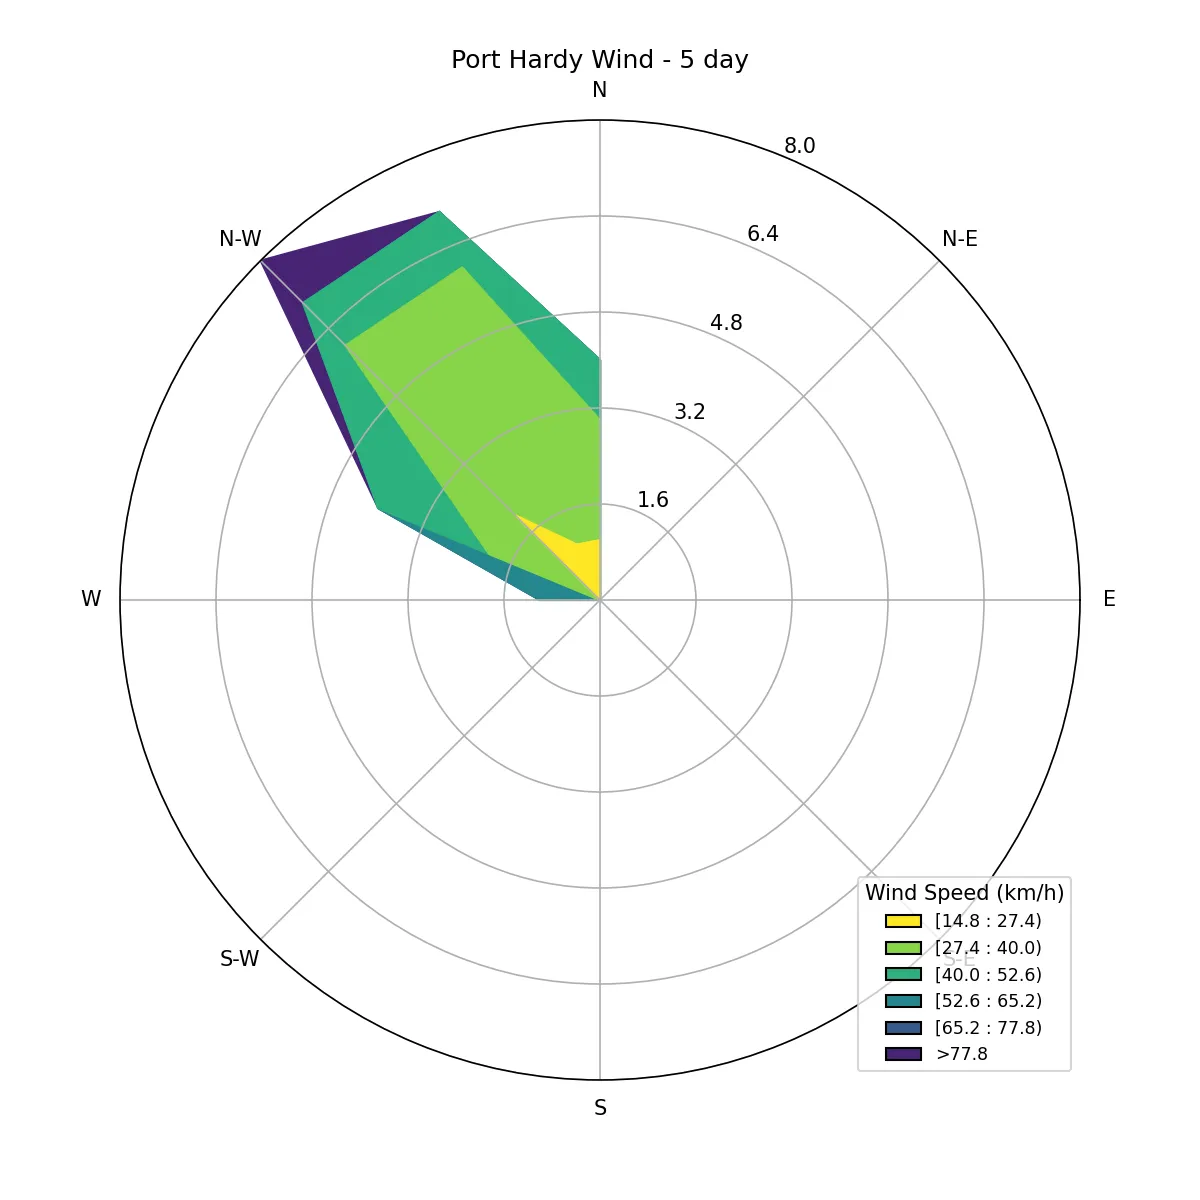 Port Hardy Wind - 5 day
N
8.0
N-W
N-E
6.4
4.8
3.2
1.6
W
E
Wind Speed (km/h)
[14.8 : 27.4)
[27.4 : 40.0)
S-W
S-E
[40.0 : 52.6)
[52.6 : 65.2)
[65.2 : 77.8)
>77.8
S